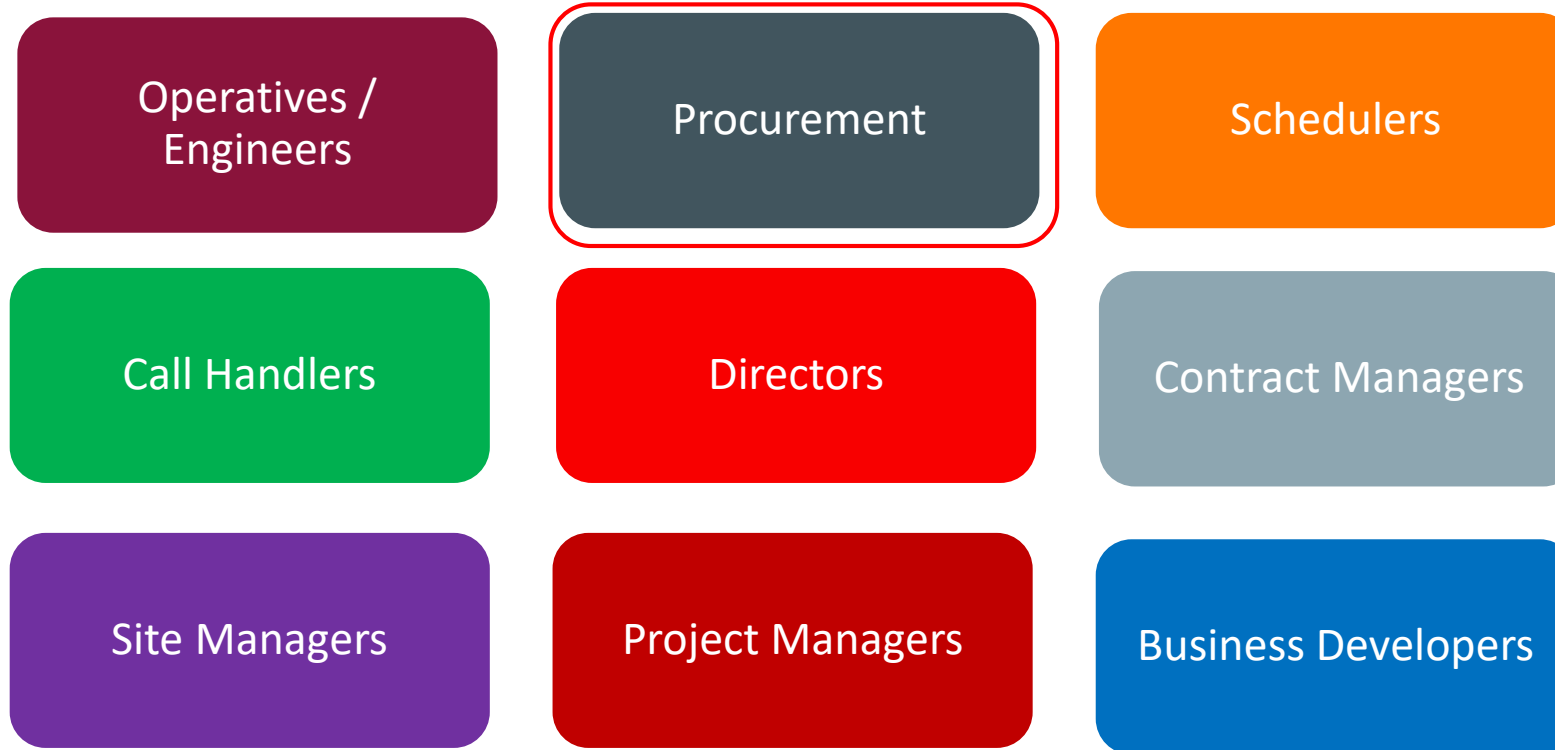 Operatives /
Engineers
Procurement
Schedulers
Call Handlers
Directors
Contract Managers
Site Managers
Project Managers
Business Developers